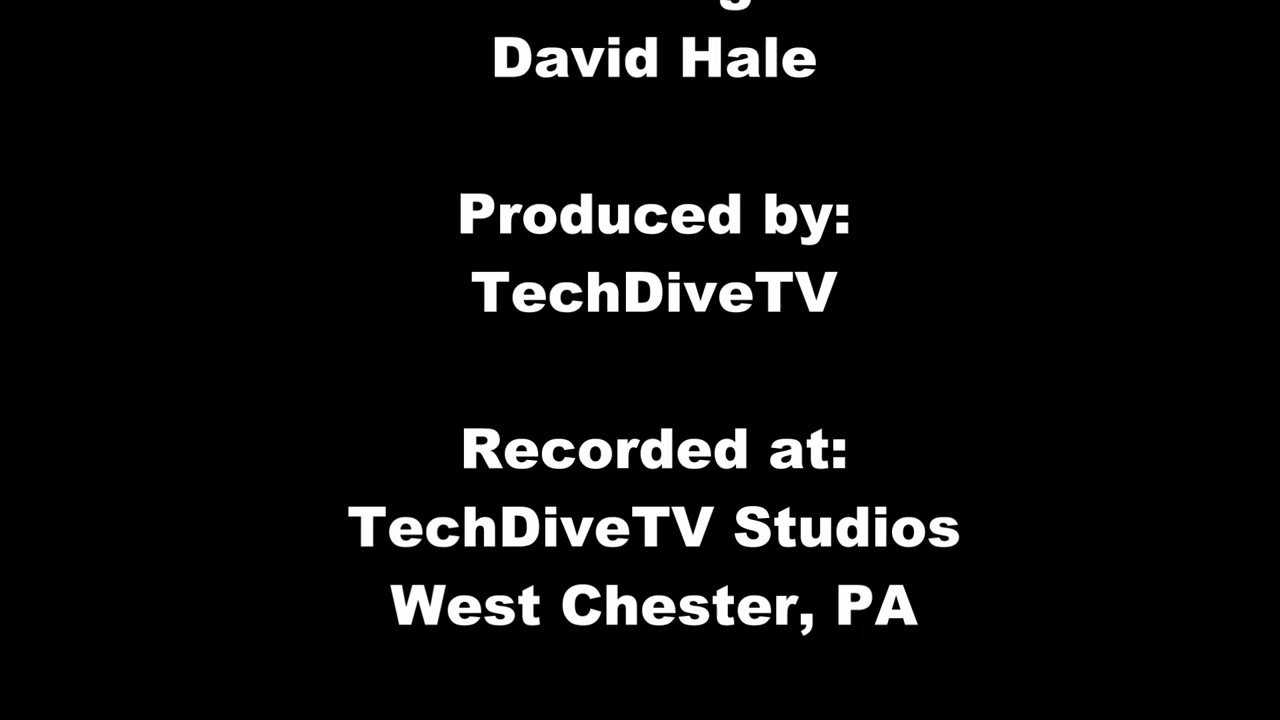 David Hale
Produced by:
TechDiveTV
Recorded at:
TechDiveTV Studios
West Chester, PA